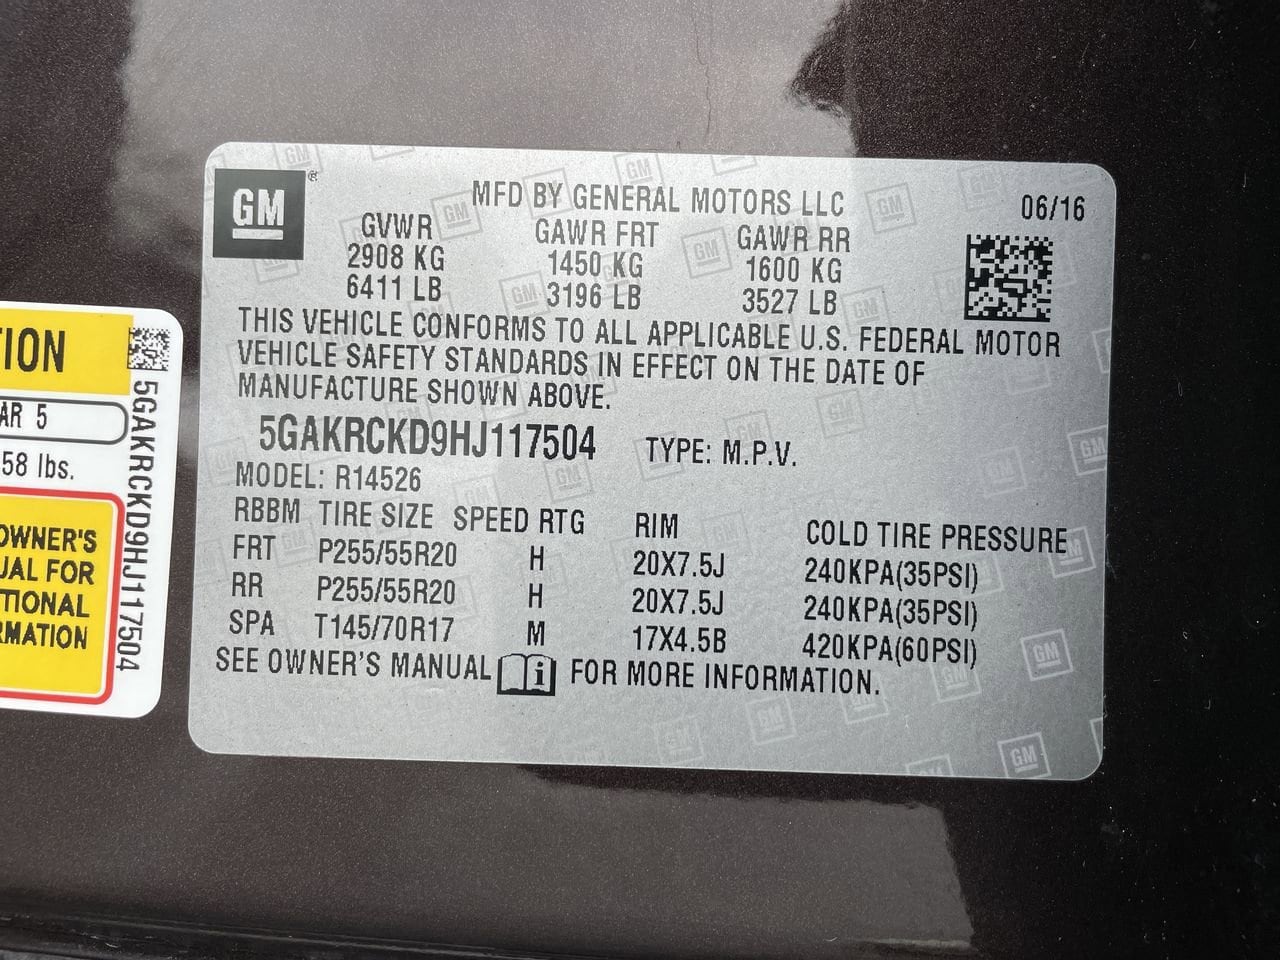 GM ®
MFD BY GENERAL MOTORS LLC 06/16
GVWR GAWR FRT GAWR RR
2908 KG 1450 KG 1600 KG
6411 LB 3196 LB 3527 LB
THIS VEHICLE CONFORMS TO ALL APPLICABLE U.S. FEDERAL MOTOR
VEHICLE SAFETY STANDARDS IN EFFECT ON THE DATE OF
MANUFACTURE SHOWN ABOVE.
5GAKRCKD9HJ117504 TYPE: M.P.V.
MODEL: R14526
RBBM TIRE SIZE SPEED RTG RIM COLD TIRE PRESSURE
FRT P255/55R20 H 20X7.5J 240KPA(35PSI)
RR P255/55R20 H 20X7.5J 240KPA(35PSI)
SPA T145/70R17 M 17X4.5B 420KPA(60PSI)
SEE OWNER'S MANUAL i FOR MORE INFORMATION.
TION
AR 5
58 lbs.
OWNER'S
UAL FOR
TIONAL
RMATION
5GAKRCKD9HJ117504